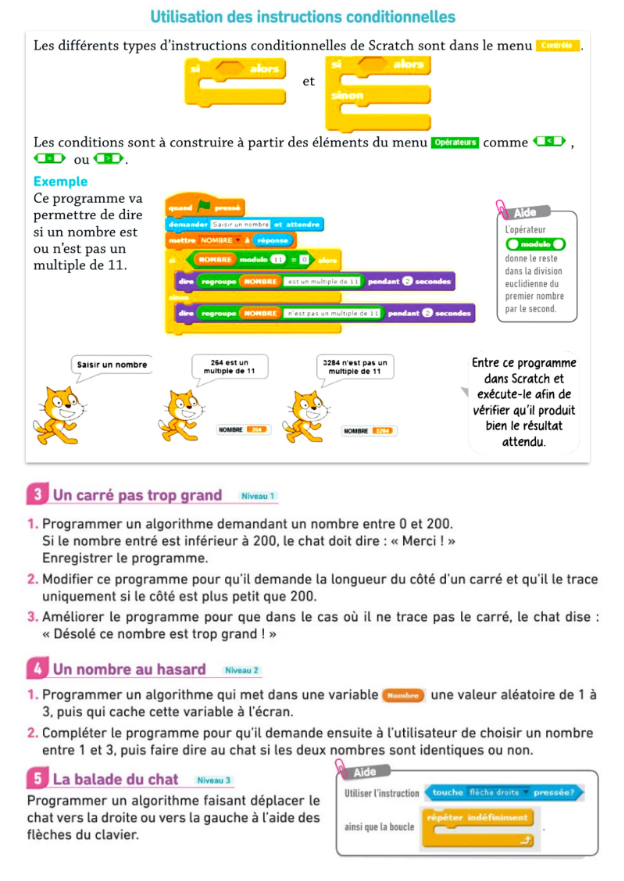 Utilisation des instructions conditionnelles
Les différents types d'instructions conditionnelles de Scratch sont dans le menu Contrôle .
si alors
et
si alors
sinon
Les conditions sont à construire à partir des éléments du menu Opérateurs comme < ,
= ou > .
Exemple
Ce programme va
permettre de dire
si un nombre est
ou n'est pas un
multiple de 11.
quand pressé
demander Saisir un nombre et attendre
mettre NOMBRE à réponse
si NOMBRE modulo 11 = 0 alors
dire regroupe NOMBRE est un multiple de 11 pendant 2 secondes
sinon
dire regroupe NOMBRE n'est pas un multiple de 11 pendant 2 secondes
Aide
L'opérateur
modulo
donne le reste
dans la division
euclidienne du
premier nombre
par le second.
Saisir un nombre
264 est un
multiple de 11
NOMBRE 264
3284 n'est pas un
multiple de 11
NOMBRE 3284
Entre ce programme
dans Scratch et
exécute-le afin de
vérifier qu'il produit
bien le résultat
attendu.
3 Un carré pas trop grand Niveau 1
1. Programmer un algorithme demandant un nombre entre 0 et 200.
Si le nombre entré est inférieur à 200, le chat doit dire : « Merci ! »
Enregistrer le programme.
2. Modifier ce programme pour qu'il demande la longueur du côté d'un carré et qu'il le trace
uniquement si le côté est plus petit que 200.
3. Améliorer le programme pour que dans le cas où il ne trace pas le carré, le chat dise :
« Désolé ce nombre est trop grand ! »
4 Un nombre au hasard Niveau 2
1. Programmer un algorithme qui met dans une variable Nombre une valeur aléatoire de 1 à
3, puis qui cache cette variable à l'écran.
2. Compléter le programme pour qu'il demande ensuite à l'utilisateur de choisir un nombre
entre 1 et 3, puis faire dire au chat si les deux nombres sont identiques ou non.
5 La balade du chat Niveau 3
Programmer un algorithme faisant déplacer le
chat vers la droite ou vers la gauche à l'aide des
flèches du clavier.
Aide
Utiliser l'instruction touche flèche droite pressée?
ainsi que la boucle répéter indéfiniment .